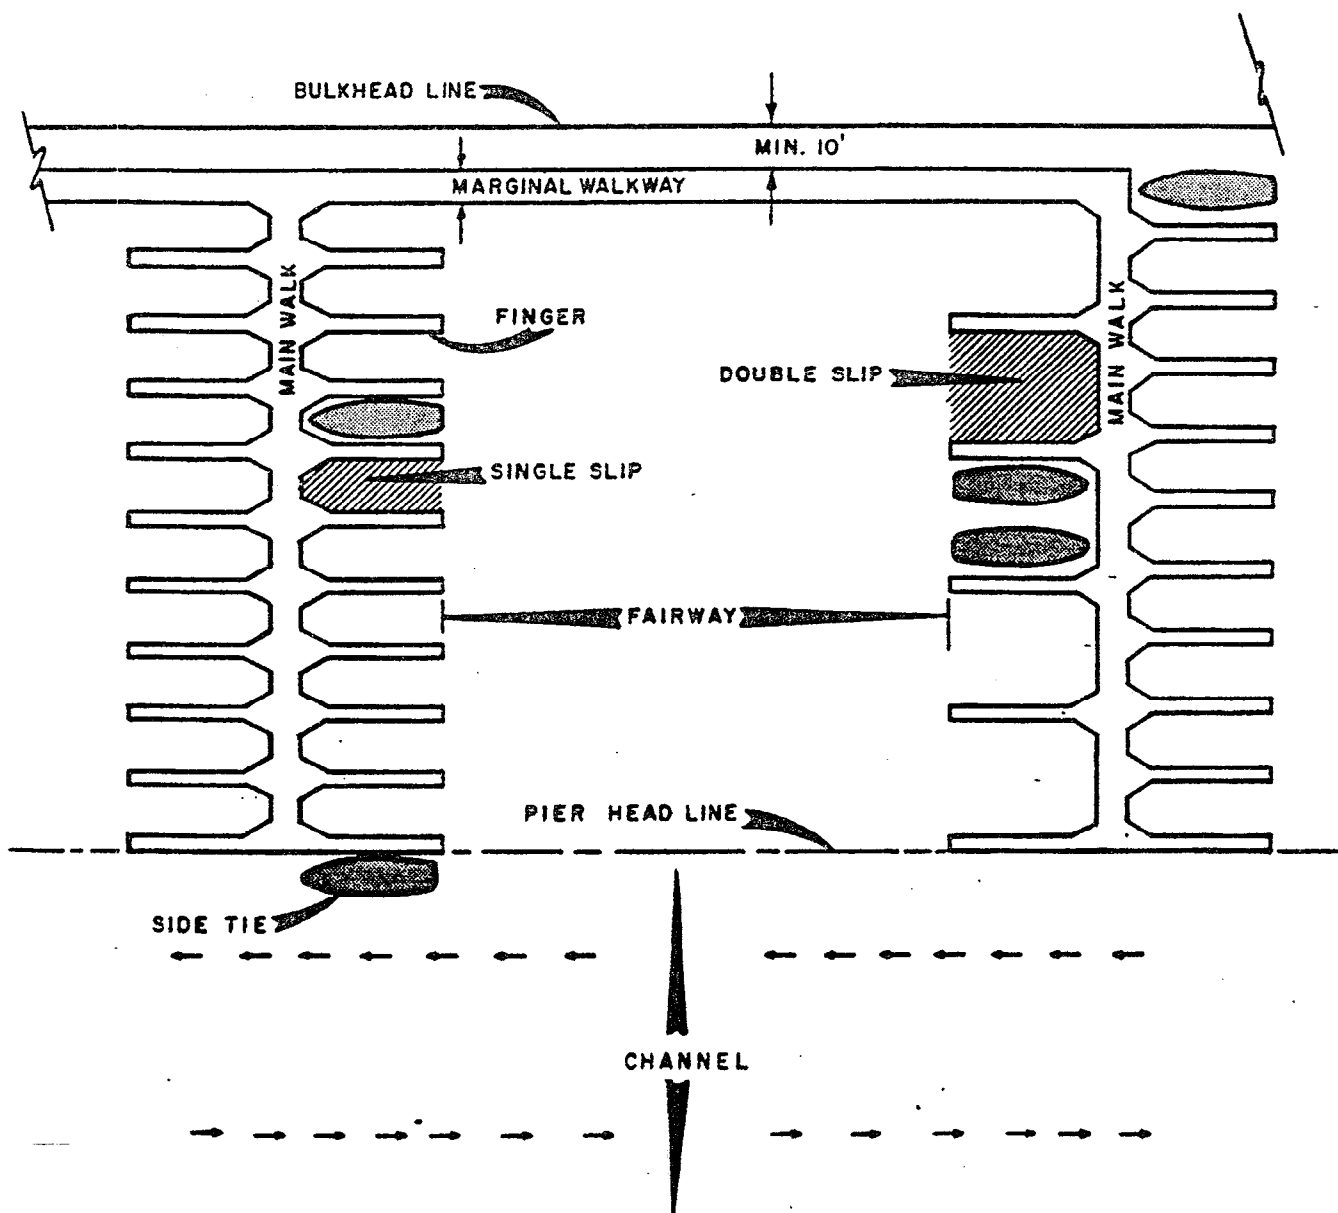 BULKHEAD LINE
MIN. 10'
MARGINAL WALKWAY
MAIN WALK
FINGER
MAIN WALK
DOUBLE SLIP
SINGLE SLIP
FAIRWAY
PIER HEAD LINE
SIDE TIE
CHANNEL